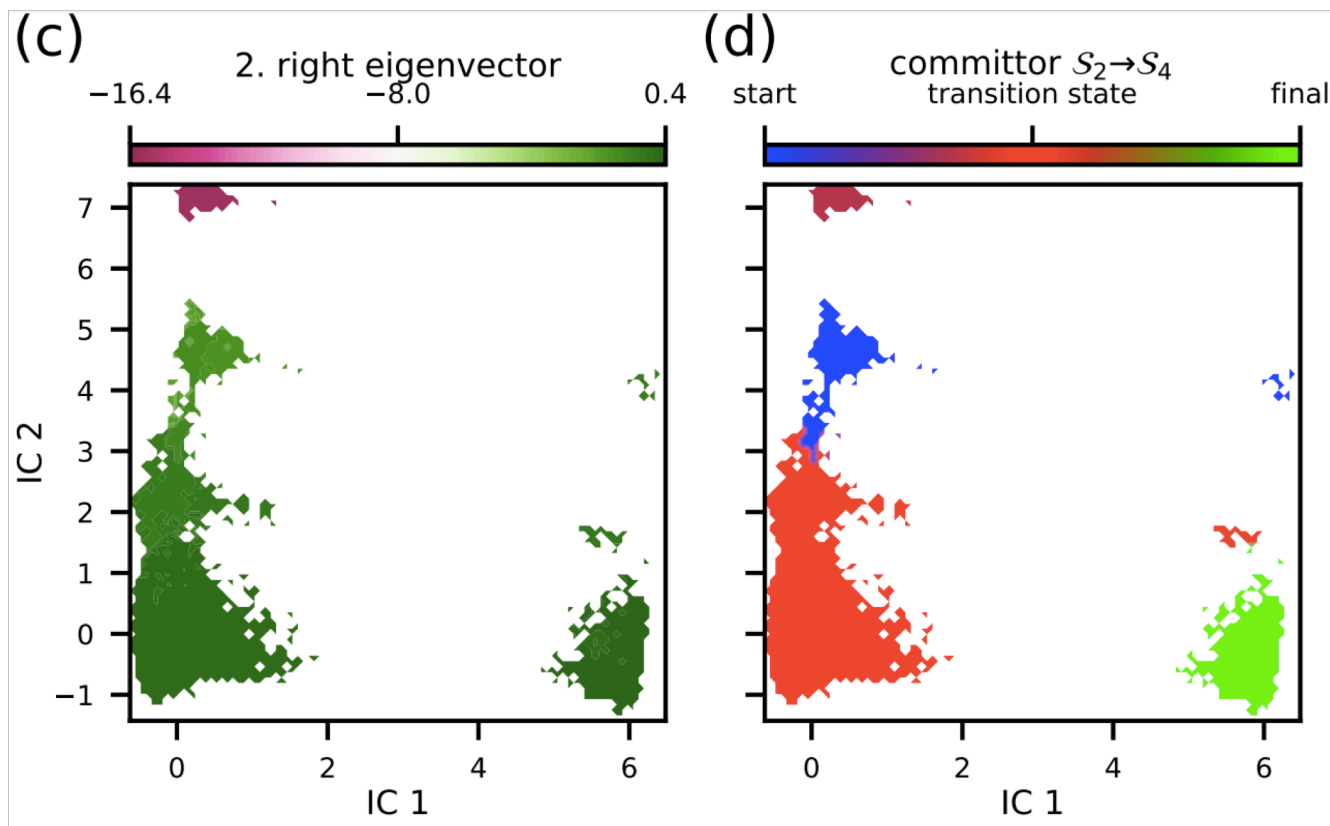 (c)
2. right eigenvector
−16.4 −8.0 0.4
7
6
5
4
3
2
1
0
−1
IC 2
0 2 4 6
IC 1
(d)
committor 𝒮₂→𝒮₄
start transition state final
0 2 4 6
IC 1